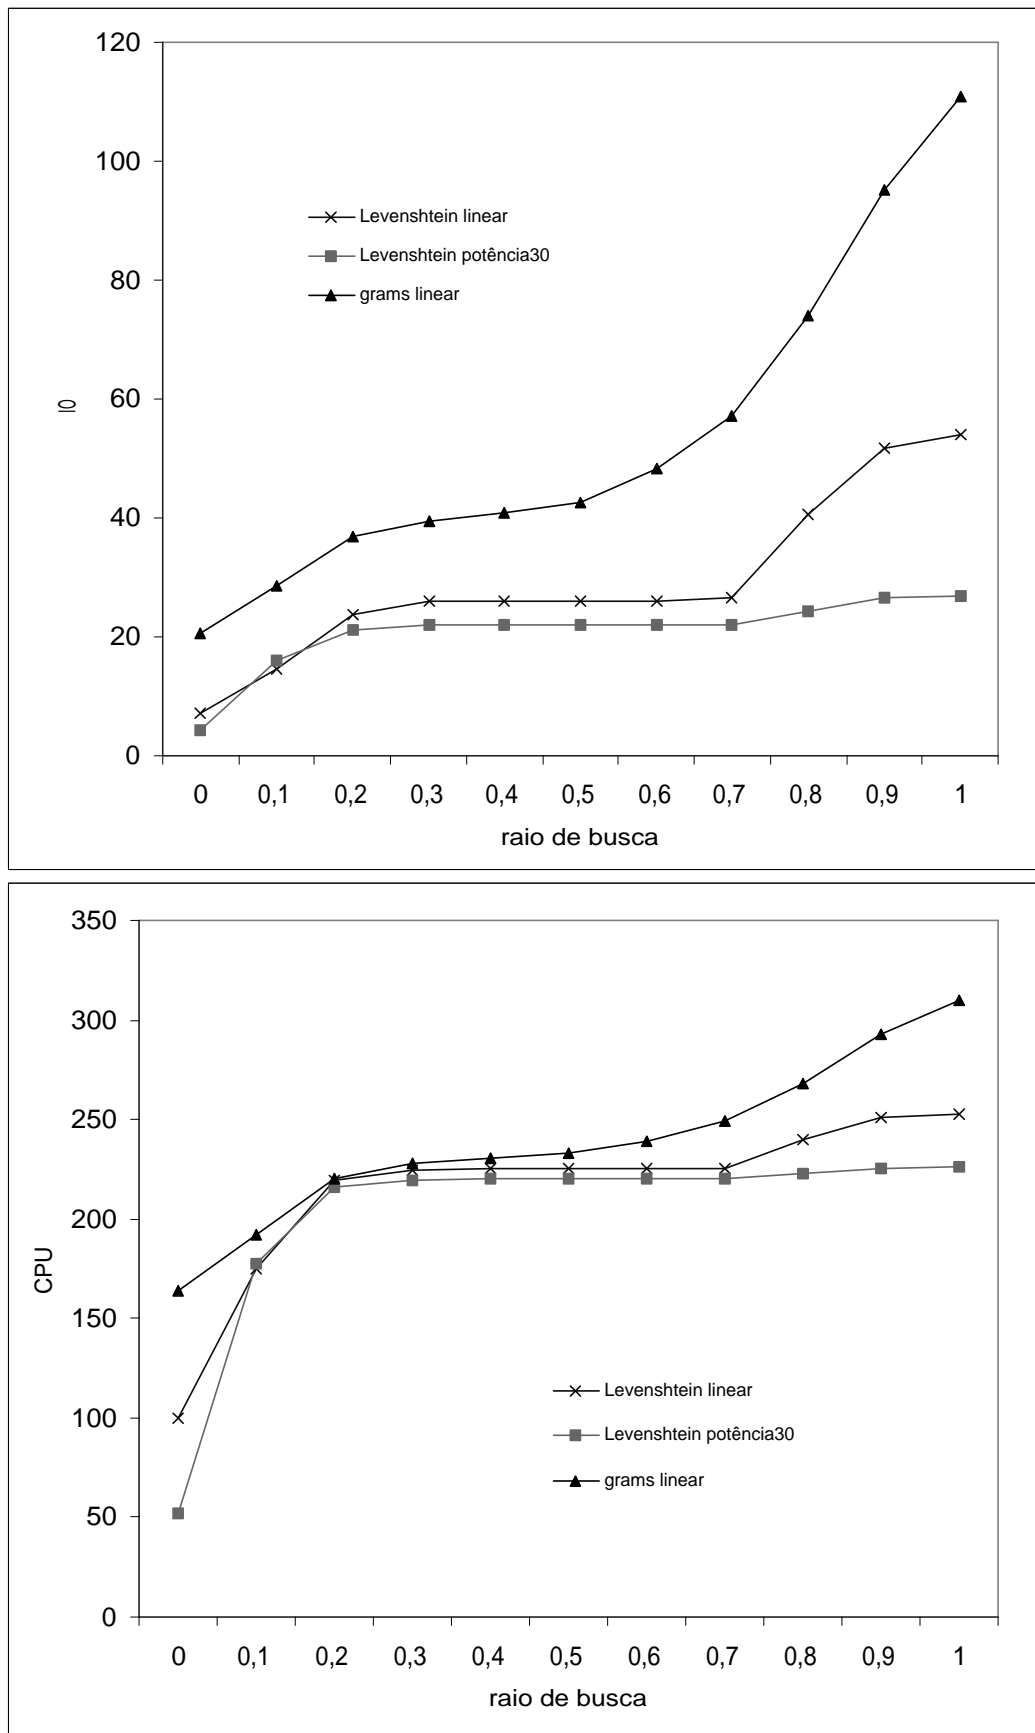 120
100
80
60
40
20
0
IO
Levenshtein linear
Levenshtein potência30
grams linear
0 0,1 0,2 0,3 0,4 0,5 0,6 0,7 0,8 0,9 1
raio de busca
350
300
250
200
150
100
50
0
CPU
Levenshtein linear
Levenshtein potência30
grams linear
0 0,1 0,2 0,3 0,4 0,5 0,6 0,7 0,8 0,9 1
raio de busca